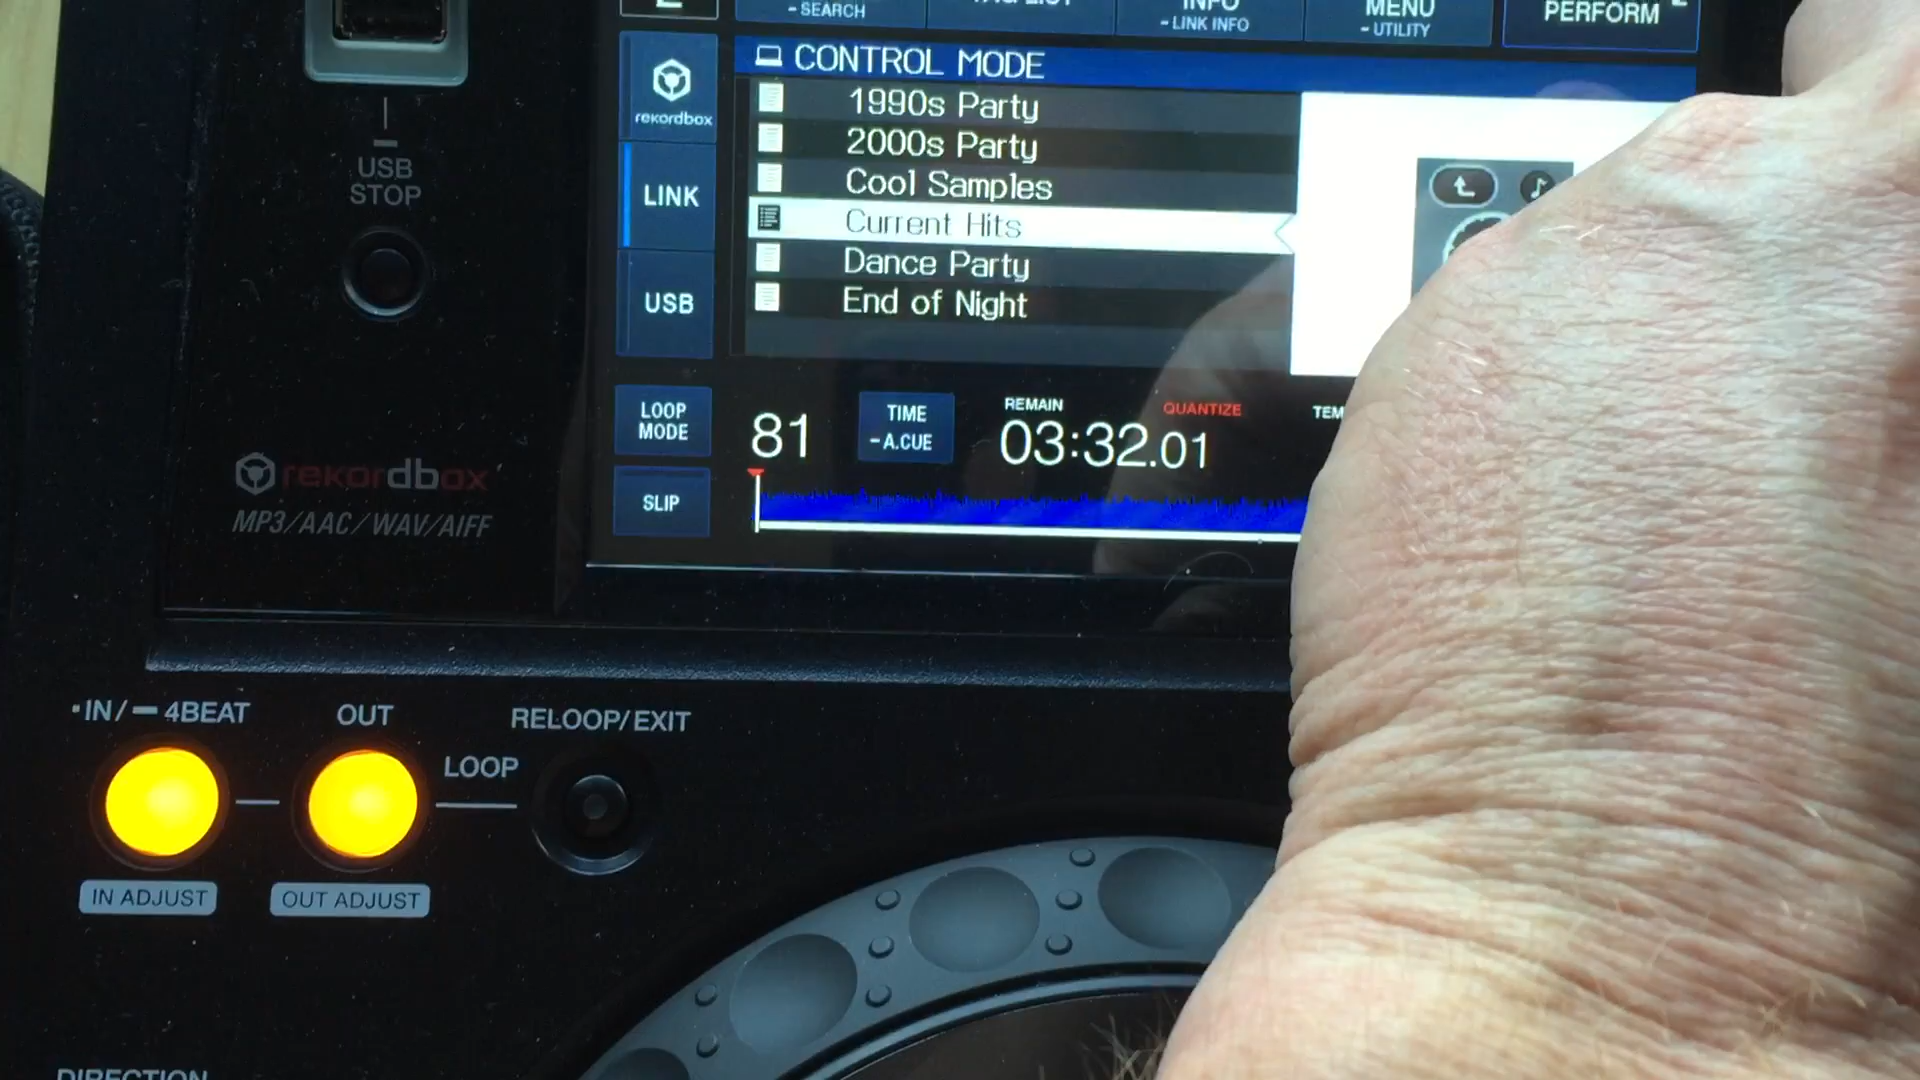 - SEARCH
- LINK INFO
MENU
- UTILITY
PERFORM
rekordbox
LINK
USB
CONTROL MODE
1990s Party
2000s Party
Cool Samples
Current Hits
Dance Party
End of Night
USB
STOP
LOOP
MODE
SLIP
81
TIME
- A.CUE
REMAIN
03:32.01
QUANTIZE
TEM
rekordbox
MP3/AAC/WAV/AIFF
IN/ 4BEAT
OUT
RELOOP/EXIT
LOOP
IN ADJUST
OUT ADJUST
DIRECTION